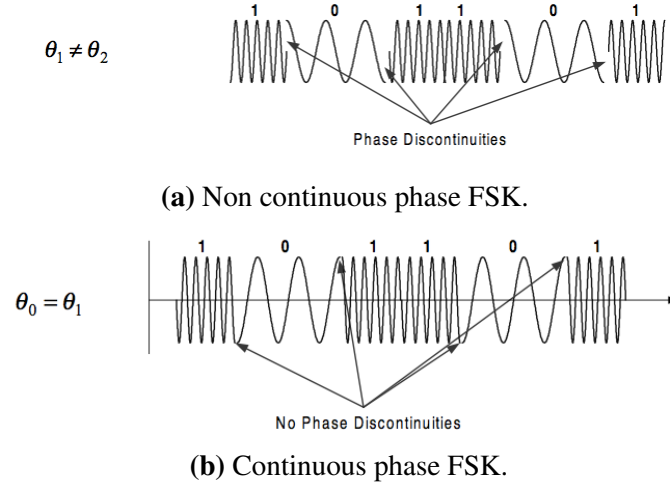 1 0 1 1 0 1
θ₁ ≠ θ₂
Phase Discontinuities
(a) Non continuous phase FSK.
1 0 1 1 0 1
θ₀ = θ₁
No Phase Discontinuities
(b) Continuous phase FSK.